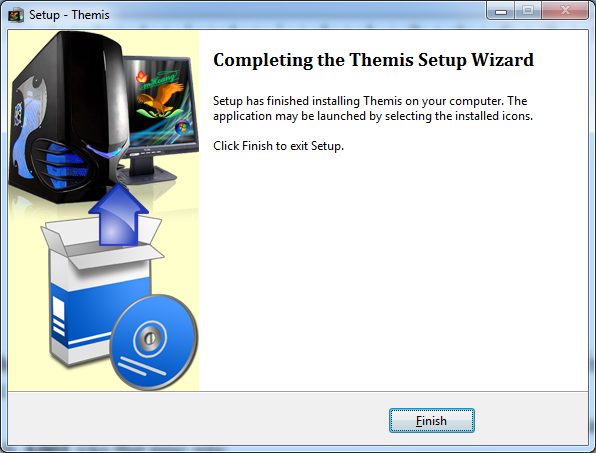 Setup - Themis
Completing the Themis Setup Wizard
Setup has finished installing Themis on your computer. The
application may be launched by selecting the installed icons.
Click Finish to exit Setup.
Finish